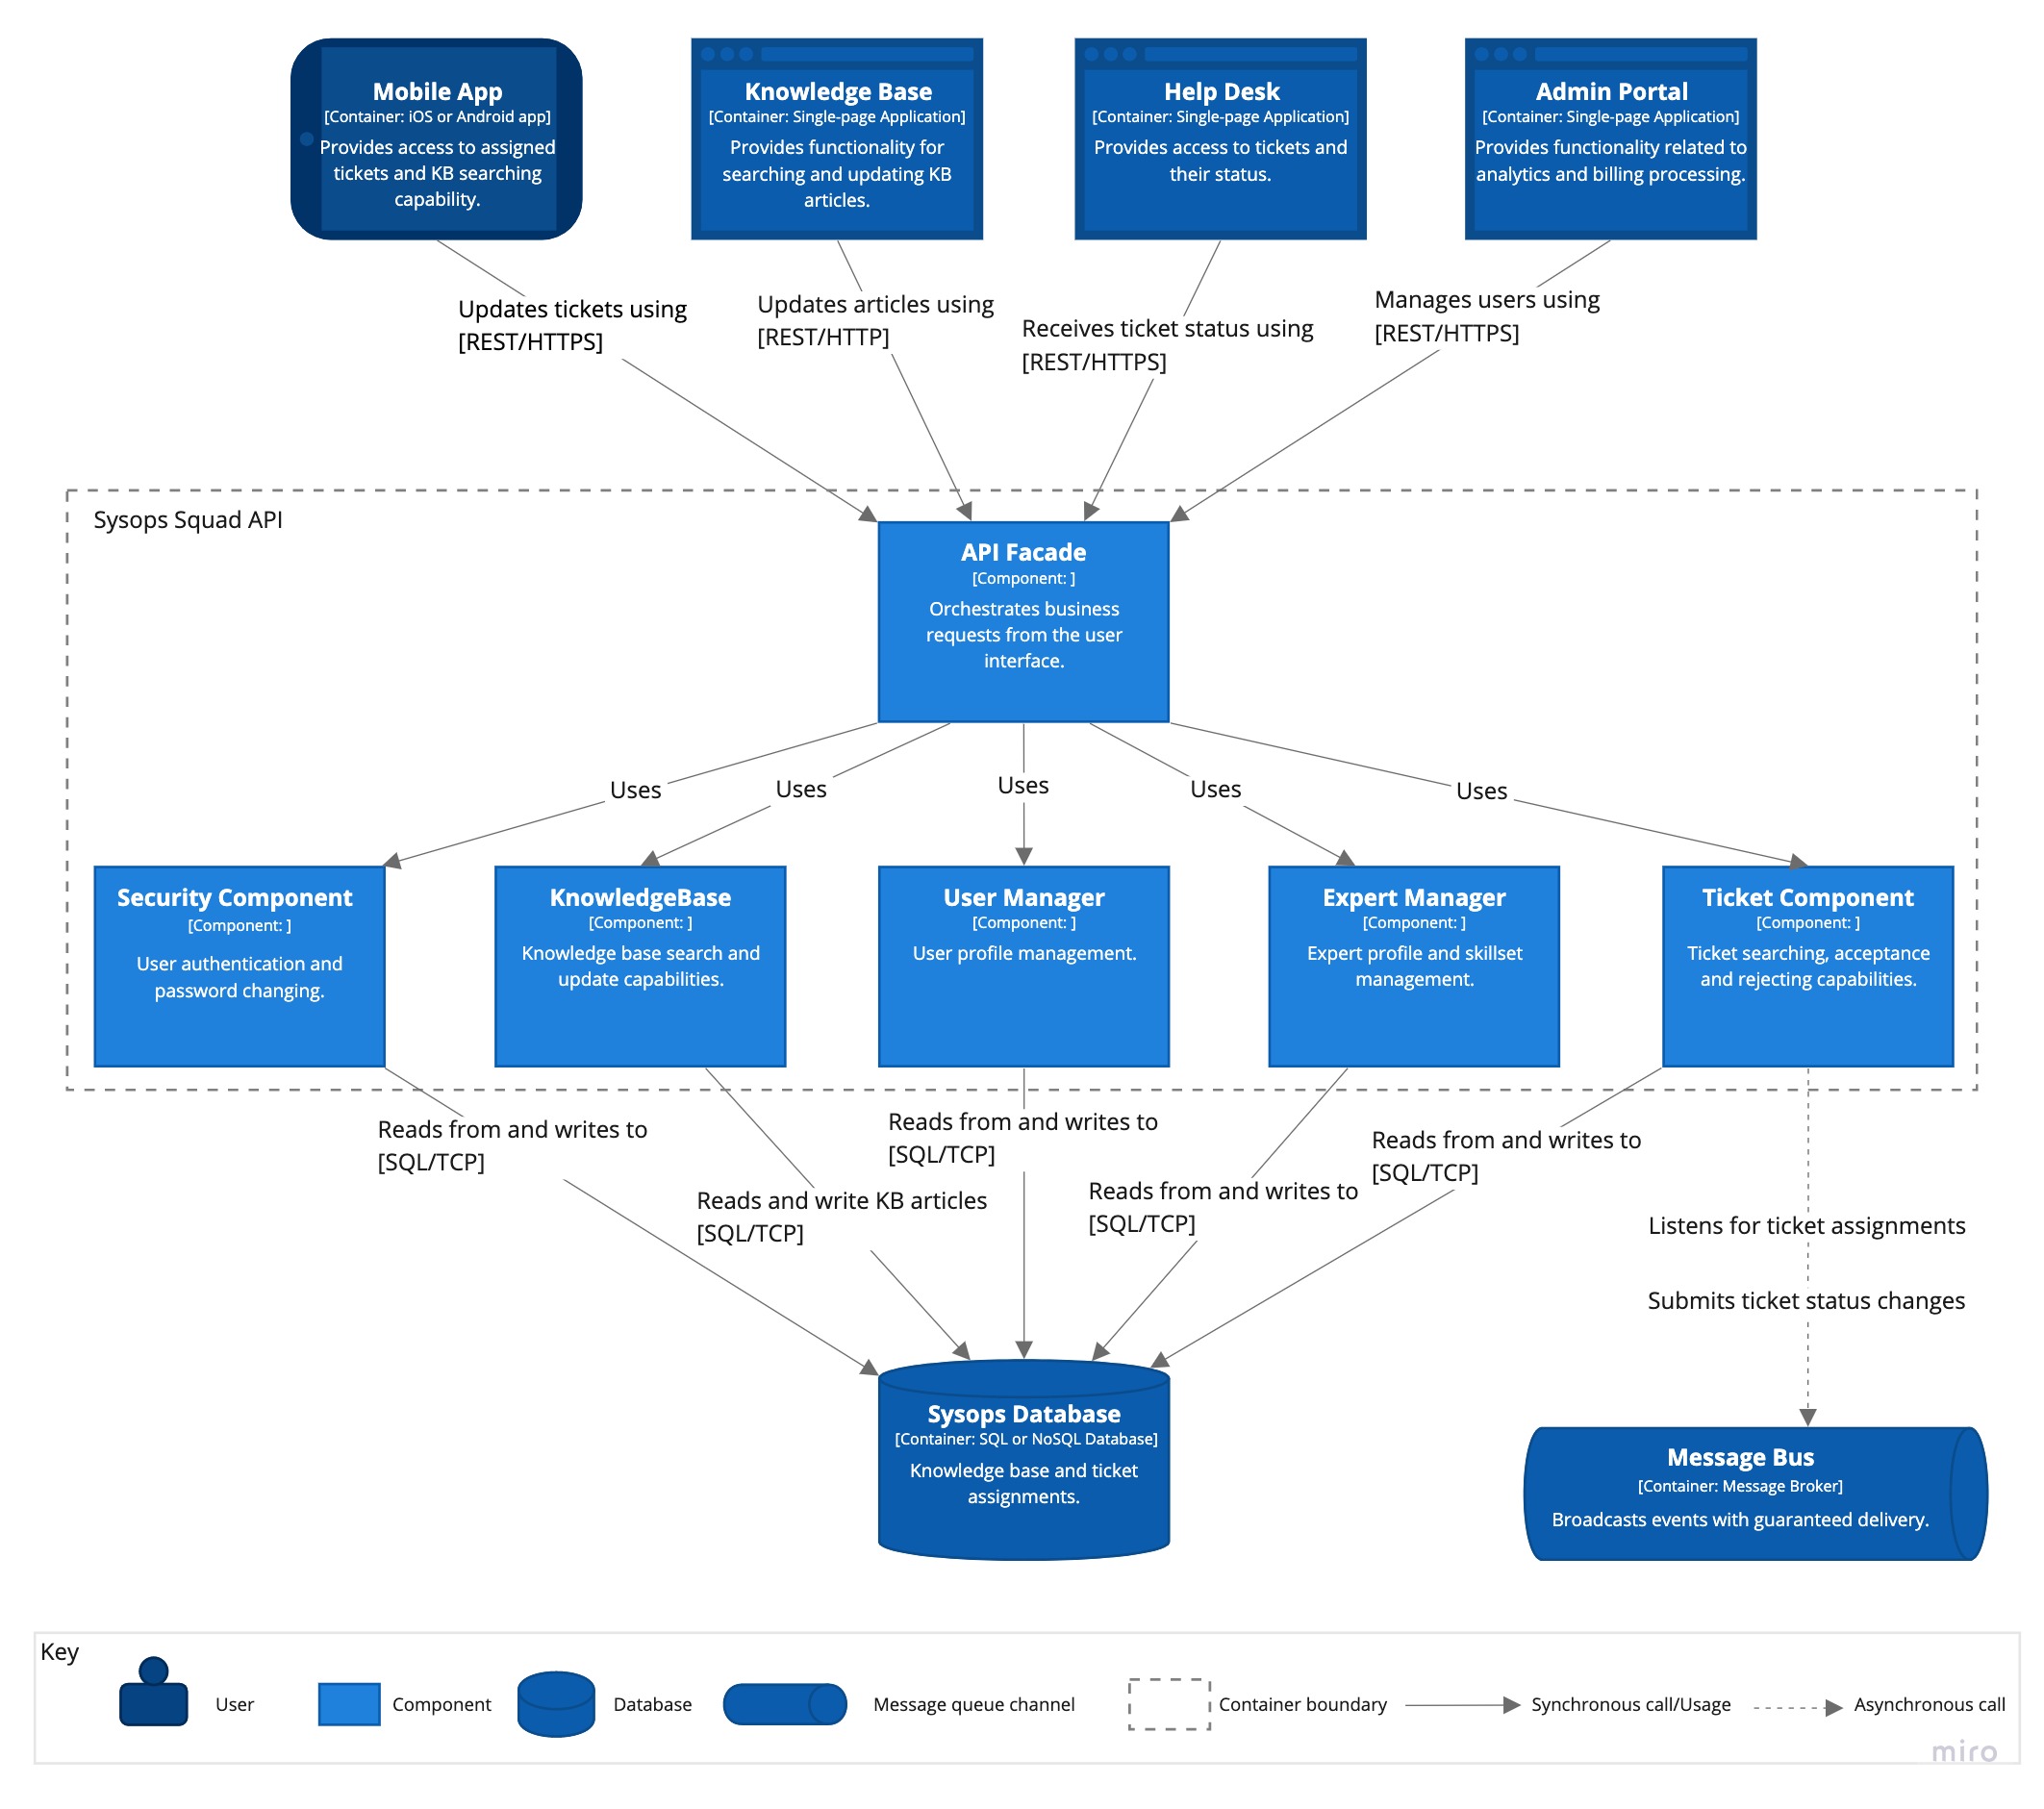 Mobile App
[Container: iOS or Android app]
Provides access to assigned
tickets and KB searching
capability.
Knowledge Base
[Container: Single-page Application]
Provides functionality for
searching and updating KB
articles.
Help Desk
[Container: Single-page Application]
Provides access to tickets and
their status.
Admin Portal
[Container: Single-page Application]
Provides functionality related to
analytics and billing processing.
Updates tickets using
[REST/HTTPS]
Updates articles using
[REST/HTTP]
Receives ticket status using
[REST/HTTPS]
Manages users using
[REST/HTTPS]
Sysops Squad API
API Facade
[Component: ]
Orchestrates business
requests from the user
interface.
Uses
Uses
Uses
Uses
Uses
Security Component
[Component: ]
User authentication and
password changing.
KnowledgeBase
[Component: ]
Knowledge base search and
update capabilities.
User Manager
[Component: ]
User profile management.
Expert Manager
[Component: ]
Expert profile and skillset
management.
Ticket Component
[Component: ]
Ticket searching, acceptance
and rejecting capabilities.
Reads from and writes to
[SQL/TCP]
Reads and write KB articles
[SQL/TCP]
Reads from and writes to
[SQL/TCP]
Reads from and writes to
[SQL/TCP]
Reads from and writes to
[SQL/TCP]
Listens for ticket assignments
Submits ticket status changes
Sysops Database
[Container: SQL or NoSQL Database]
Knowledge base and ticket
assignments.
Message Bus
[Container: Message Broker]
Broadcasts events with guaranteed delivery.
Key
User
Component
Database
Message queue channel
Container boundary
Synchronous call/Usage
Asynchronous call
miro